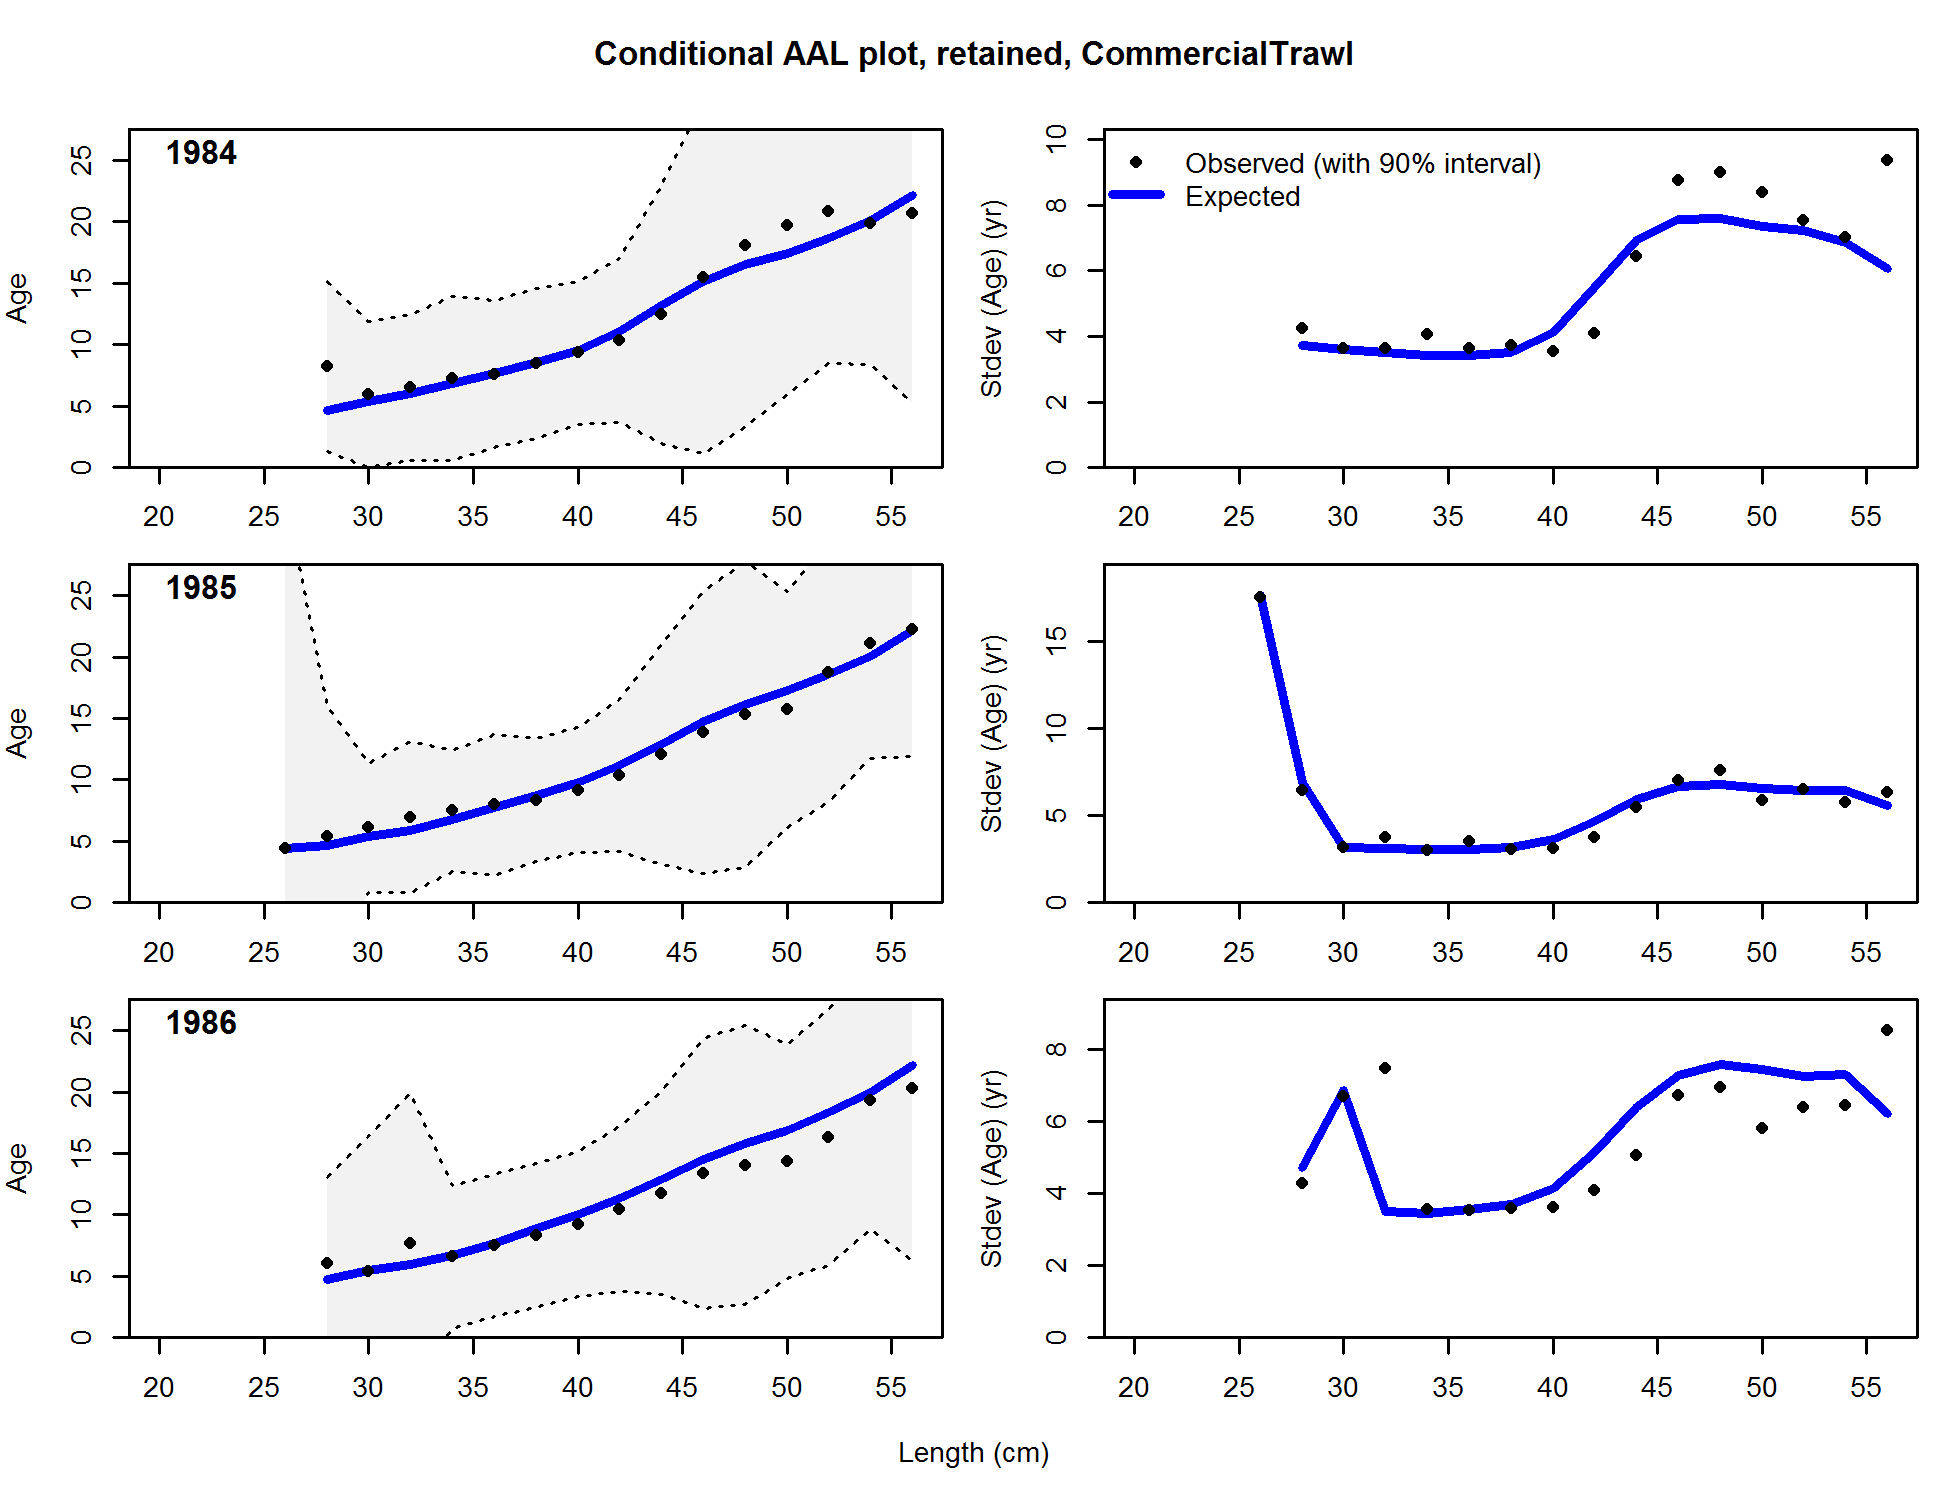 Conditional AAL plot, retained, CommercialTrawl
1984
Age
0 5 10 15 20 25
20 25 30 35 40 45 50 55
Observed (with 90% interval)
Expected
Stdev (Age) (yr)
0 2 4 6 8 10
20 25 30 35 40 45 50 55
1985
Age
0 5 10 15 20 25
20 25 30 35 40 45 50 55
Stdev (Age) (yr)
0 5 10 15
20 25 30 35 40 45 50 55
1986
Age
0 5 10 15 20 25
20 25 30 35 40 45 50 55
Stdev (Age) (yr)
0 2 4 6 8
20 25 30 35 40 45 50 55
Length (cm)